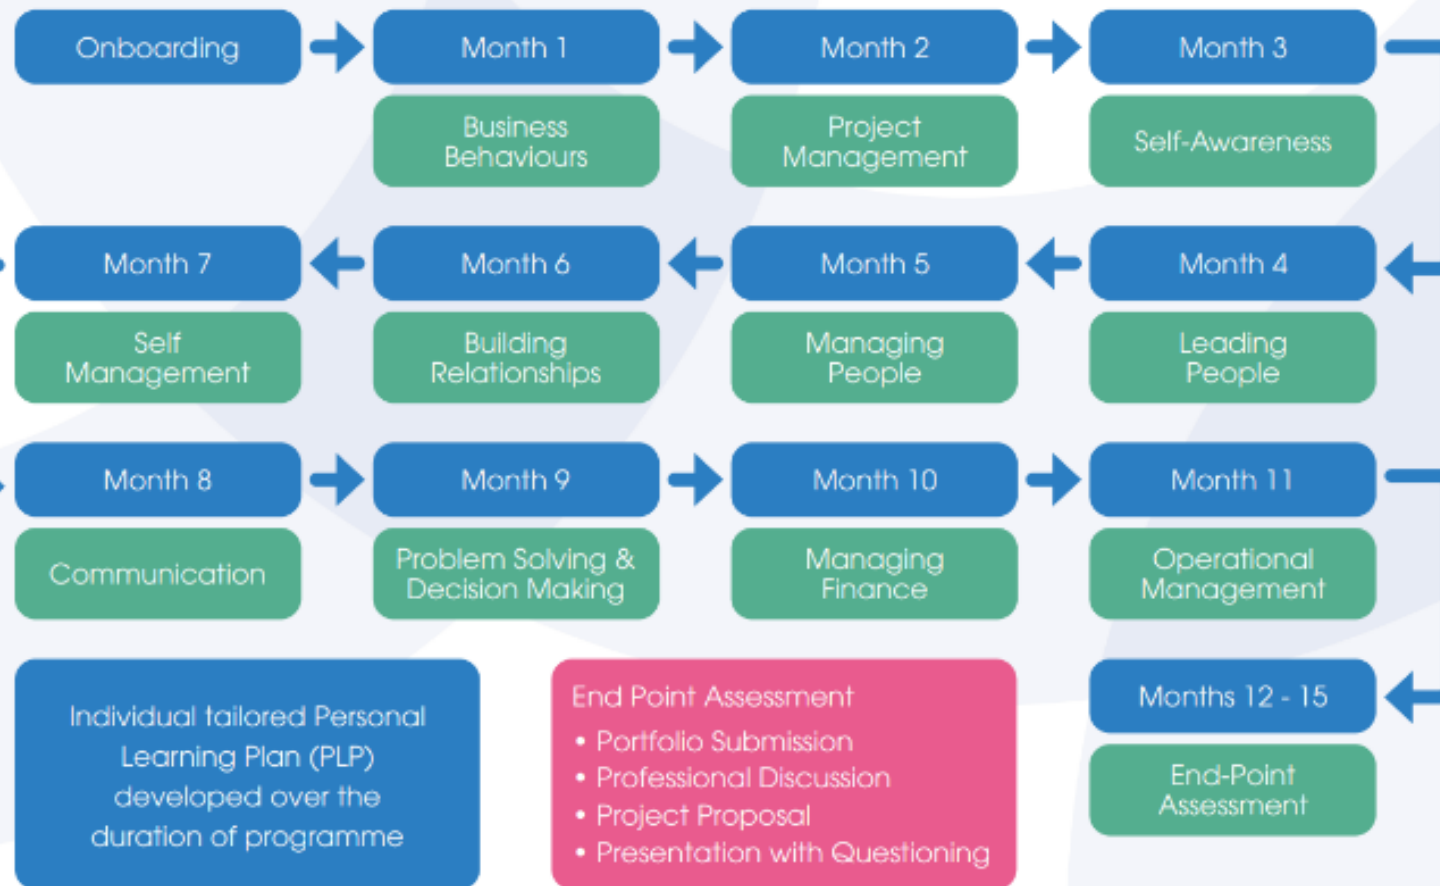 Onboarding
Month 1
Month 2
Month 3
Business
Behaviours
Project
Management
Self-Awareness
Month 7
Month 6
Month 5
Month 4
Self
Management
Building
Relationships
Managing
People
Leading
People
Month 8
Month 9
Month 10
Month 11
Communication
Problem Solving &
Decision Making
Managing
Finance
Operational
Management
Individual tailored Personal
Learning Plan (PLP)
developed over the
duration of programme
End Point Assessment
• Portfolio Submission
• Professional Discussion
• Project Proposal
• Presentation with Questioning
Months 12 - 15
End-Point
Assessment